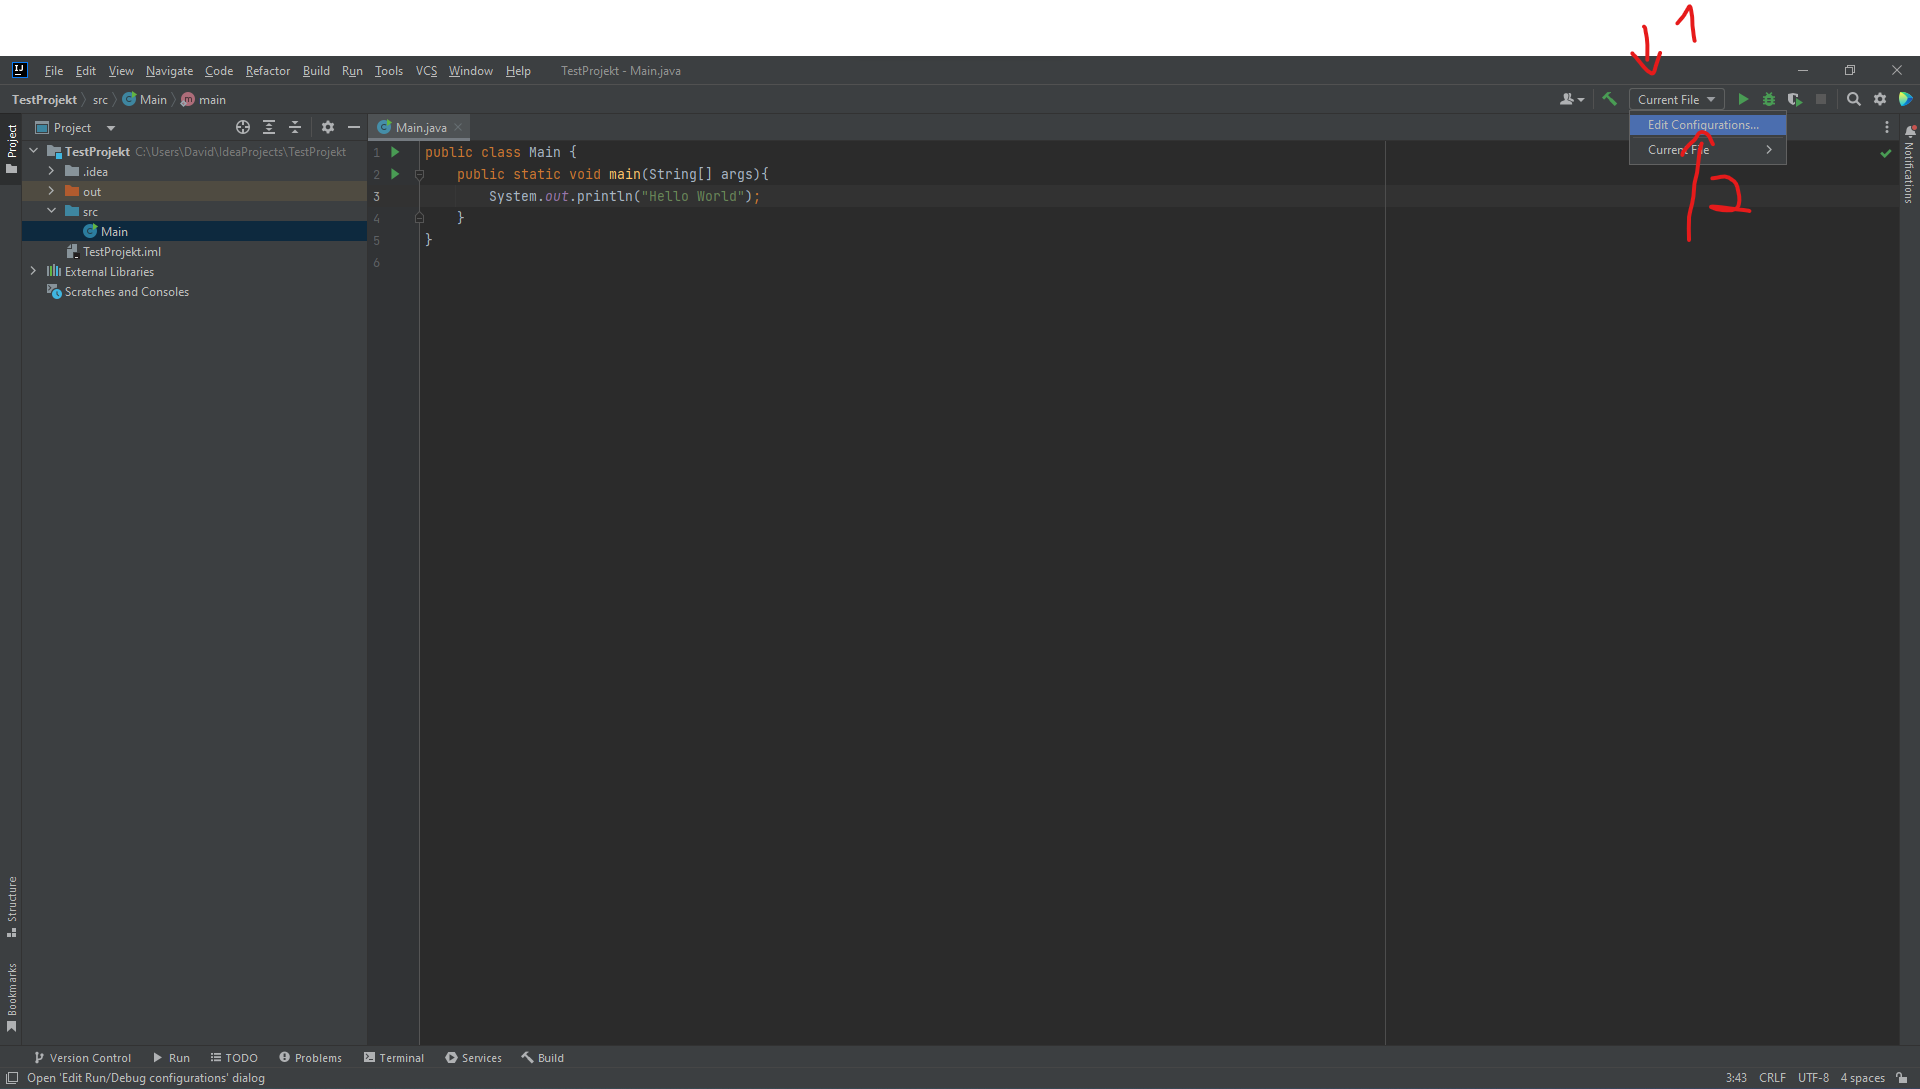 1
IJ File Edit View Navigate Code Refactor Build Run Tools VCS Window Help TestProjekt - Main.java
TestProjekt src Main m main Current File
Project Main.java
Edit Configurations...
Current File
Project
Notifications
TestProjekt C:\Users\David\IdeaProjects\TestProjekt
.idea
out
src
Main
TestProjekt.iml
External Libraries
Scratches and Consoles
1 public class Main {
2 public static void main(String[] args){
3 System.out.println("Hello World");
4 }
5 }
6
2
Structure
Bookmarks
Version Control Run TODO Problems Terminal Services Build
Open 'Edit Run/Debug configurations' dialog 3:43 CRLF UTF-8 4 spaces